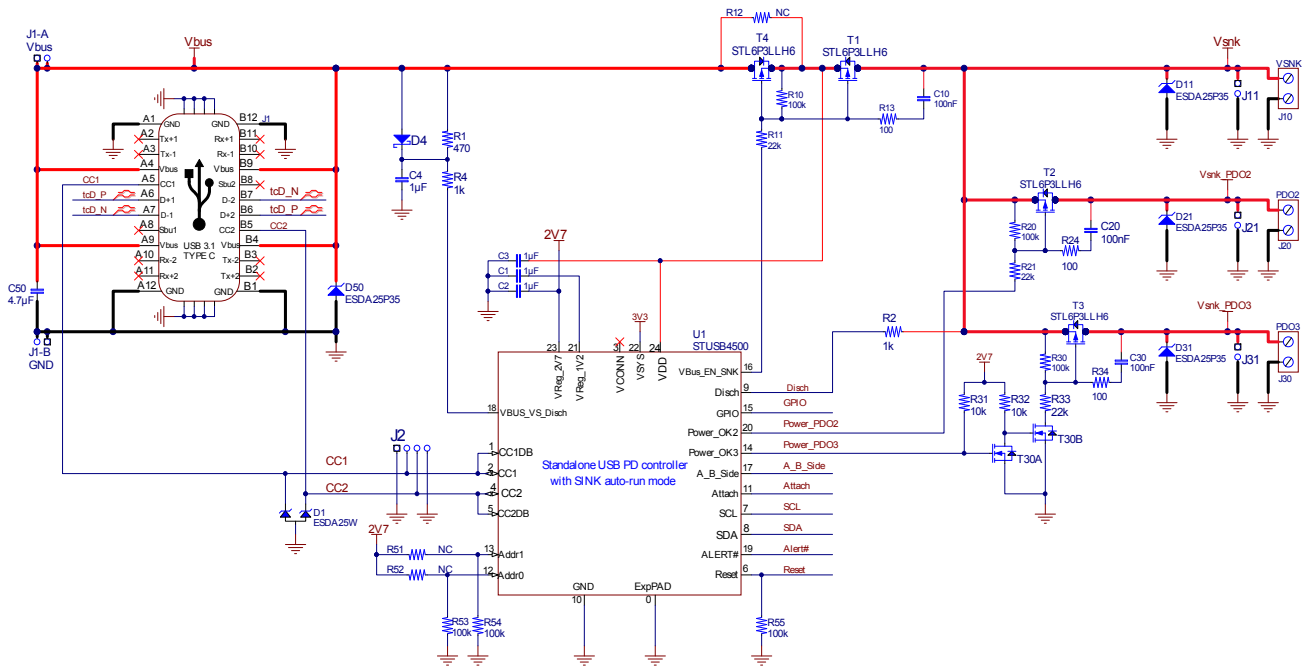 J1-A
Vbus
Vbus
R12 NC
T4
STL6P3LLH6
T1
STL6P3LLH6
Vsnk
VSNK
D11
ESDA25P35
J11
J10
R10
100k
R13
100
C10
100nF
R11
22k
A1 GND
A2 Tx+1
A3 Tx-1
A4 Vbus
A5 CC1
A6 D+1
A7 D-1
A8 Sbu1
A9 Vbus
A10 Rx-2
A11 Rx+2
A12 GND
GND B12
Rx+1 B11
Rx-1 B10
Vbus B9
Sbu2 B8
D-2 B7
D+2 B6
CC2 B5
Vbus B4
Tx-2 B3
Tx+2 B2
GND B1
J1
USB 3.1
TYPE C
CC1
tcD_P
tcD_N
tcD_N
tcD_P
CC2
C50
4.7µF
D50
ESDA25P35
J1-B
GND
D4
C4
1µF
R1
470
R4
1k
T2
STL6P3LLH6
Vsnk_PDO2
PDO2
D21
ESDA25P35
J21
J20
R20
100k
R24
100
C20
100nF
R21
22k
2V7
C3 1µF
C1 1µF
C2 1µF
3V3
U1
STUSB4500
R2
1k
T3
STL6P3LLH6
Vsnk_PDO3
PDO3
D31
ESDA25P35
J31
J30
2V7
R30
100k
R34
100
C30
100nF
R31
10k
R32
10k
R33
22k
T30A
T30B
23 VReg_2V7
21 VReg_1V2
3 VCONN
22 VSYS
24 VDD
18 VBUS_VS_Disch
1 CC1DB
2 CC1
4 CC2
5 CC2DB
13 Addr1
12 Addr0
Standalone USB PD controller
with SINK auto-run mode
VBus_EN_SNK 16
Disch 9 Disch
GPIO 15 GPIO
Power_OK2 20 Power_PDO2
Power_OK3 14 Power_PDO3
A_B_Side 17 A_B_Side
Attach 11 Attach
SCL 7 SCL
SDA 8 SDA
ALERT# 19 Alert#
Reset 6 Reset
GND
10
ExpPAD
0
J2
CC1
CC2
D1
ESDA25W
2V7
R51 NC
R52 NC
R53
100k
R54
100k
R55
100k